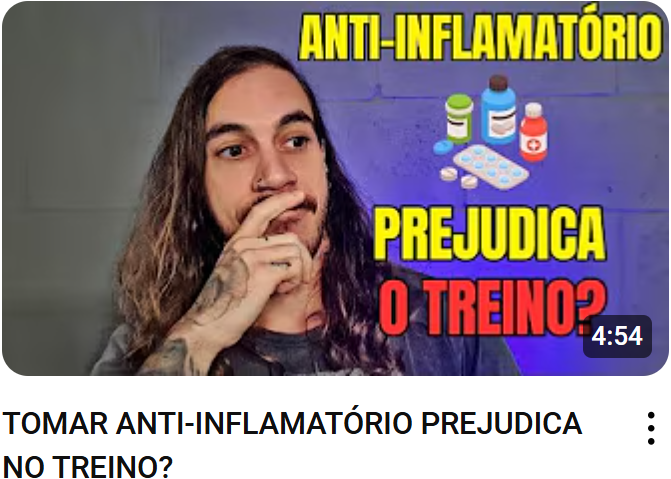 ANTI-INFLAMATÓRIO
PREJUDICA
O TREINO?
4:54
TOMAR ANTI-INFLAMATÓRIO PREJUDICA
NO TREINO?